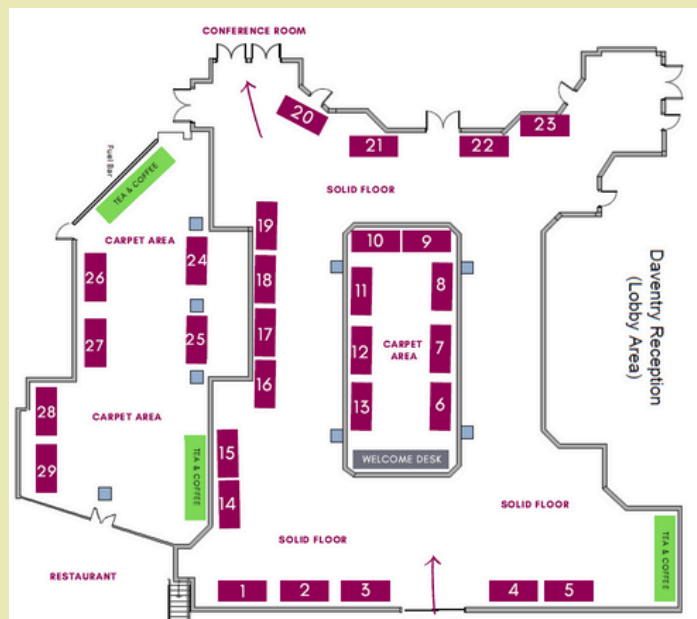 CONFERENCE ROOM
20
21
22
23
Fuel Bar
TEA & COFFEE
SOLID FLOOR
CARPET AREA
19
10
9
24
26
18
11
8
Daventry Reception
(Lobby Area)
25
27
17
12
CARPET
AREA
7
16
13
6
28
CARPET AREA
15
29
TEA & COFFEE
WELCOME DESK
14
SOLID FLOOR
SOLID FLOOR
TEA & COFFEE
RESTAURANT
1
2
3
4
5